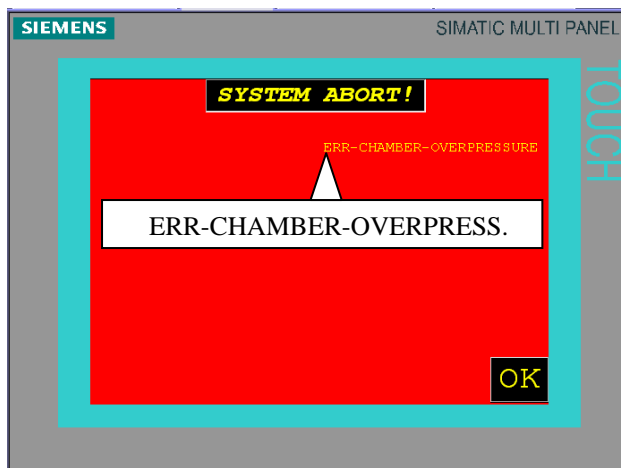 SIEMENS
SIMATIC MULTI PANEL
TOUCH
SYSTEM ABORT!
ERR-CHAMBER-OVERPRESSURE
ERR-CHAMBER-OVERPRESS.
OK